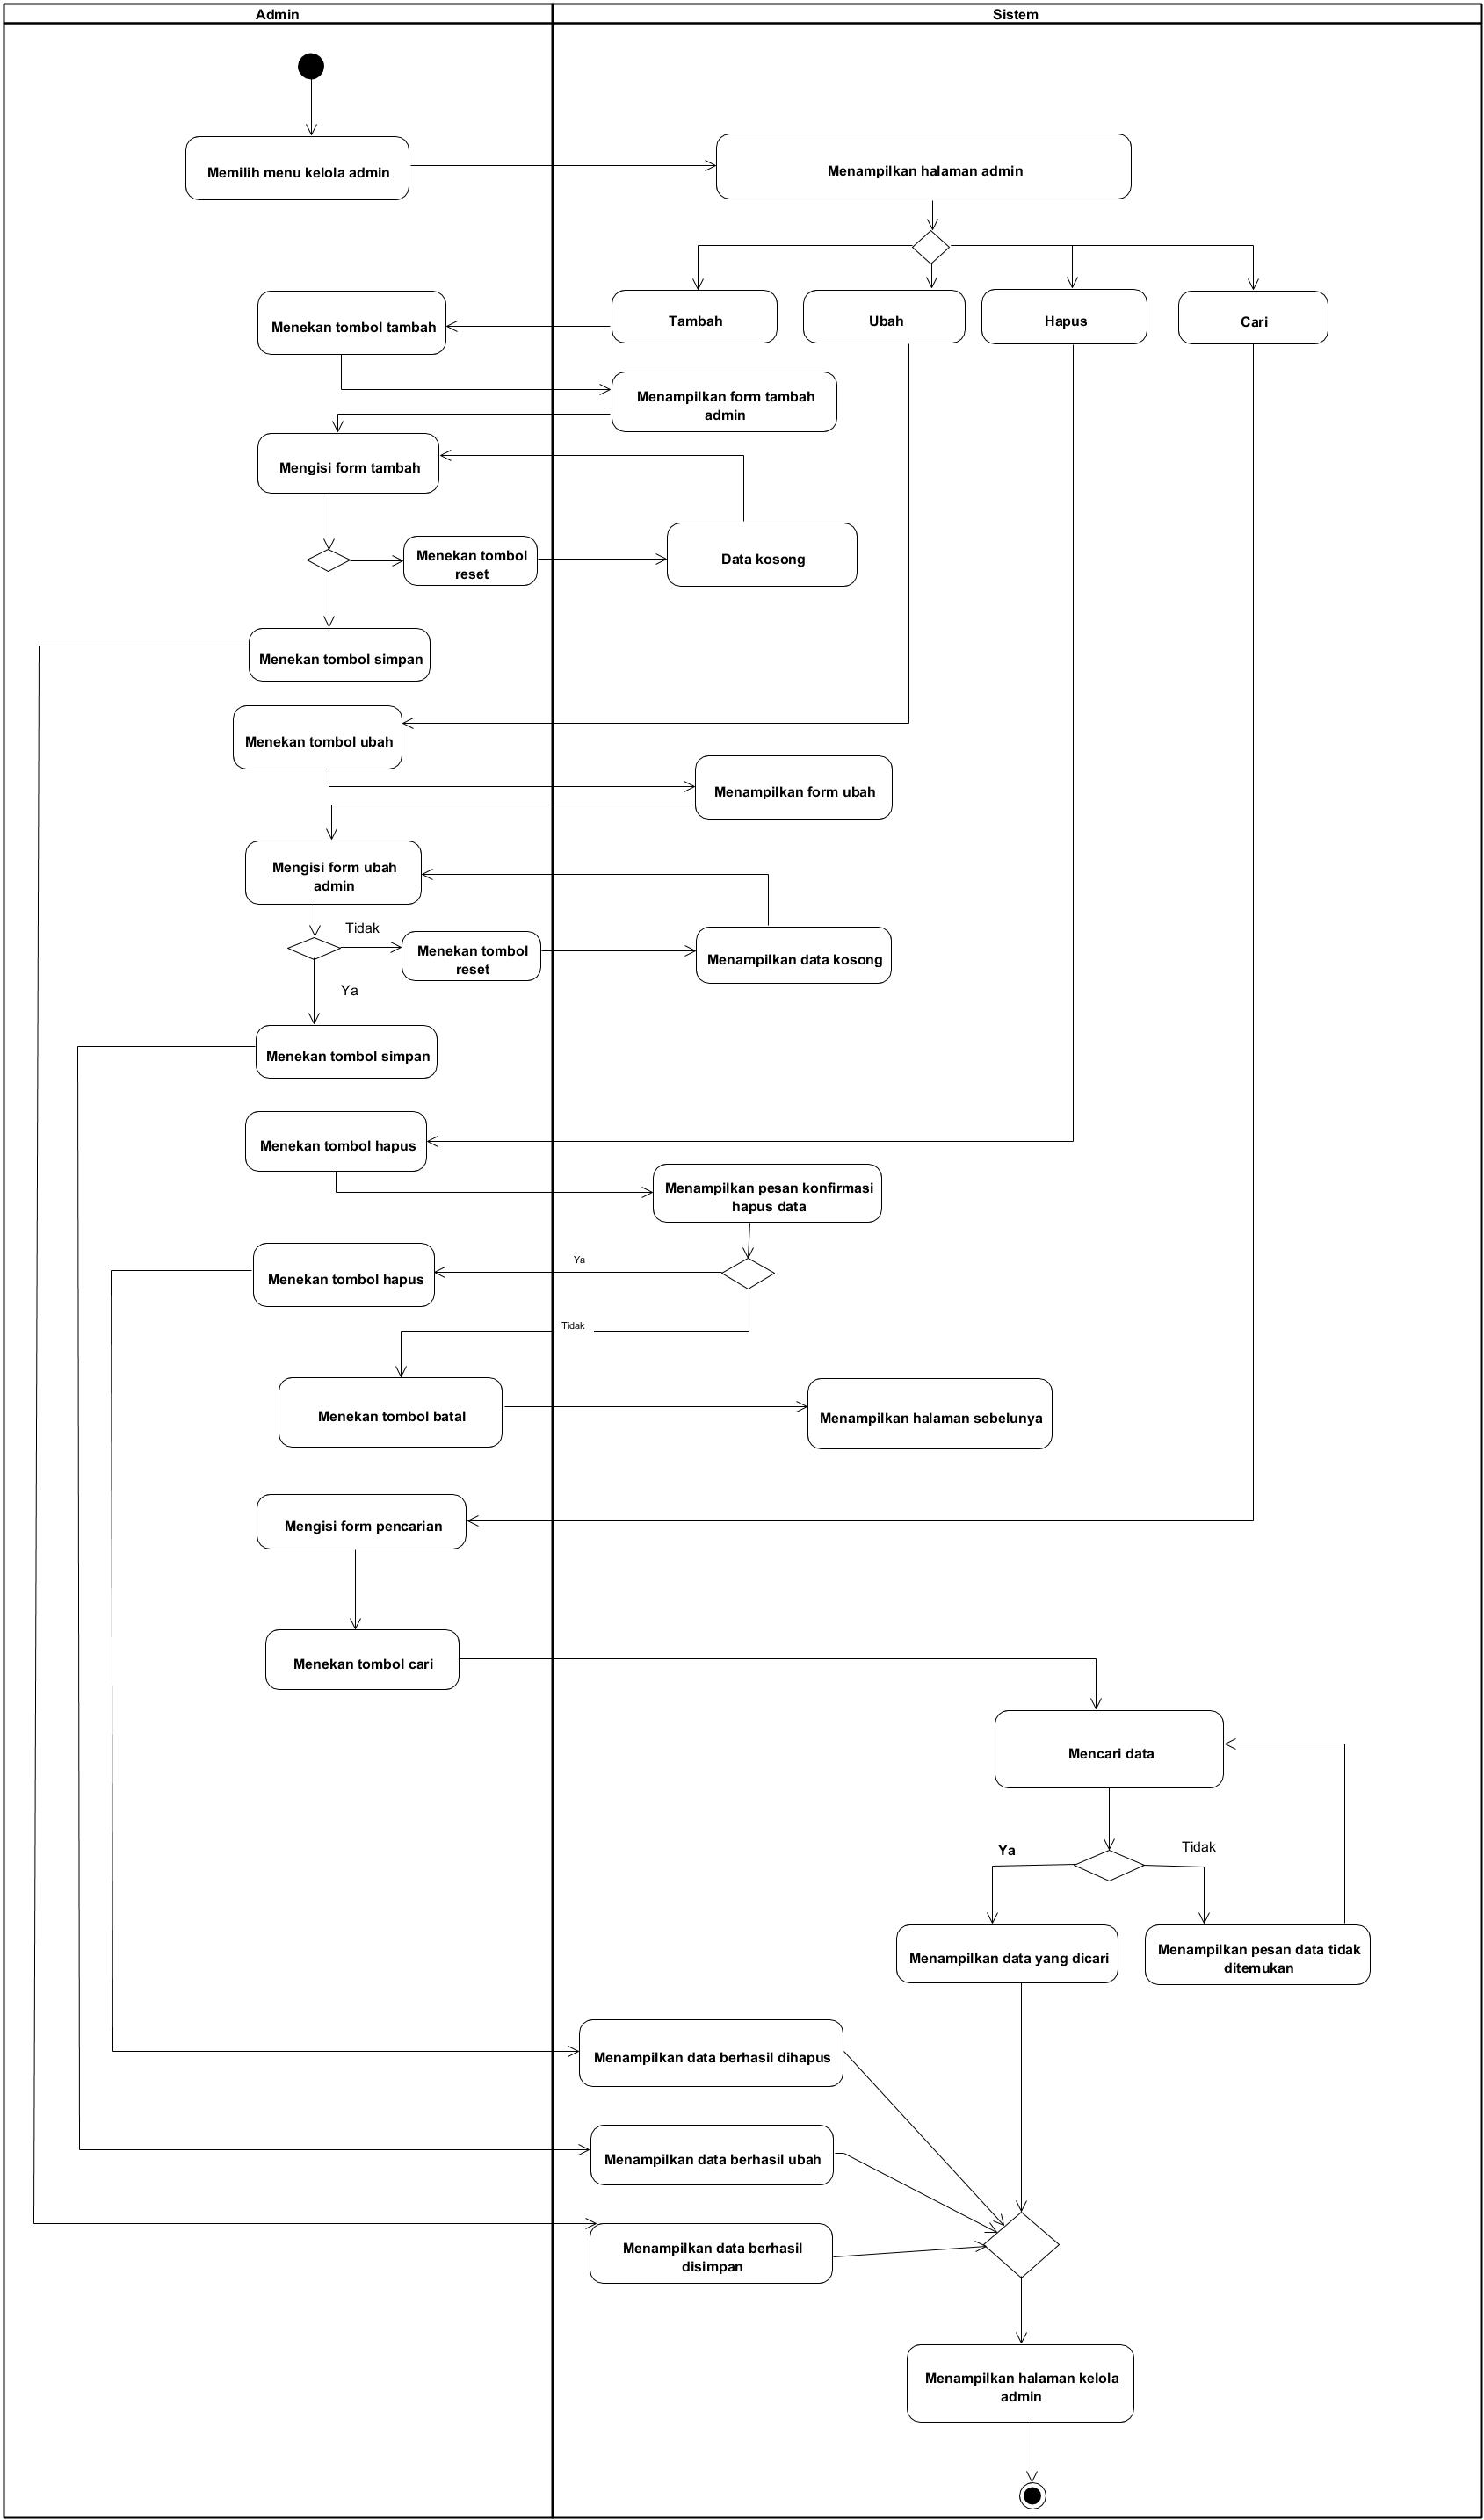 Admin
Sistem
Memilih menu kelola admin
Menampilkan halaman admin
Menekan tombol tambah
Tambah
Ubah
Hapus
Cari
Menampilkan form tambah
admin
Mengisi form tambah
Menekan tombol
reset
Data kosong
Menekan tombol simpan
Menekan tombol ubah
Menampilkan form ubah
Mengisi form ubah
admin
Tidak
Menekan tombol
reset
Menampilkan data kosong
Ya
Menekan tombol simpan
Menekan tombol hapus
Menampilkan pesan konfirmasi
hapus data
Ya
Menekan tombol hapus
Tidak
Menekan tombol batal
Menampilkan halaman sebelunya
Mengisi form pencarian
Menekan tombol cari
Mencari data
Ya
Tidak
Menampilkan data yang dicari
Menampilkan pesan data tidak
ditemukan
Menampilkan data berhasil dihapus
Menampilkan data berhasil ubah
Menampilkan data berhasil
disimpan
Menampilkan halaman kelola
admin